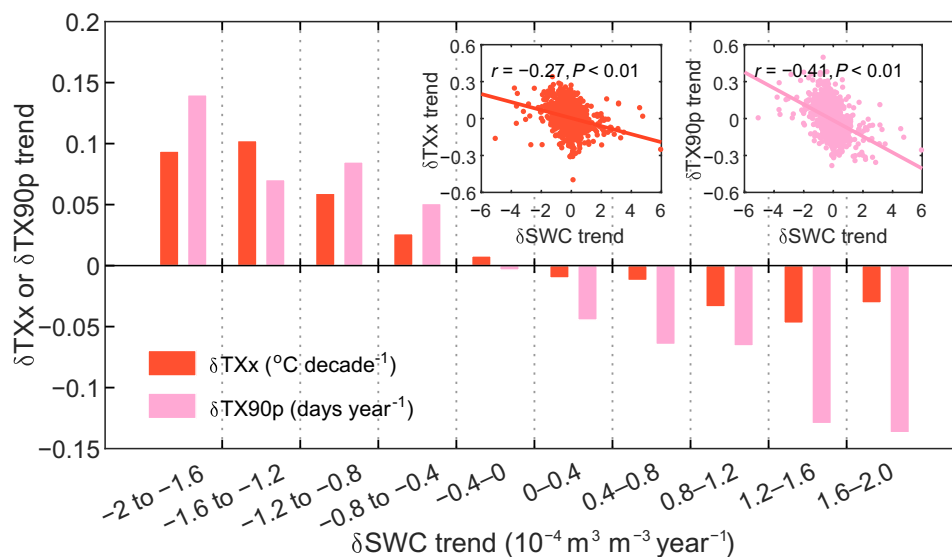 δTXx or δTX90p trend
0.2
0.15
0.1
0.05
0
−0.05
−0.1
−0.15
δTXx (°C decade⁻¹)
δTX90p (days year⁻¹)
−2 to −1.6
−1.6 to −1.2
−1.2 to −0.8
−0.8 to −0.4
−0.4–0
0–0.4
0.4–0.8
0.8–1.2
1.2–1.6
1.6–2.0
δSWC trend (10⁻⁴ m³ m⁻³ year⁻¹)
δTXx trend
0.6
0.3
0
−0.3
−0.6
r = −0.27, P < 0.01
−6 −4 −2 0 2 4 6
δSWC trend
δTX90p trend
0.6
0.3
0
−0.3
−0.6
r = −0.41, P < 0.01
−6 −4 −2 0 2 4 6
δSWC trend